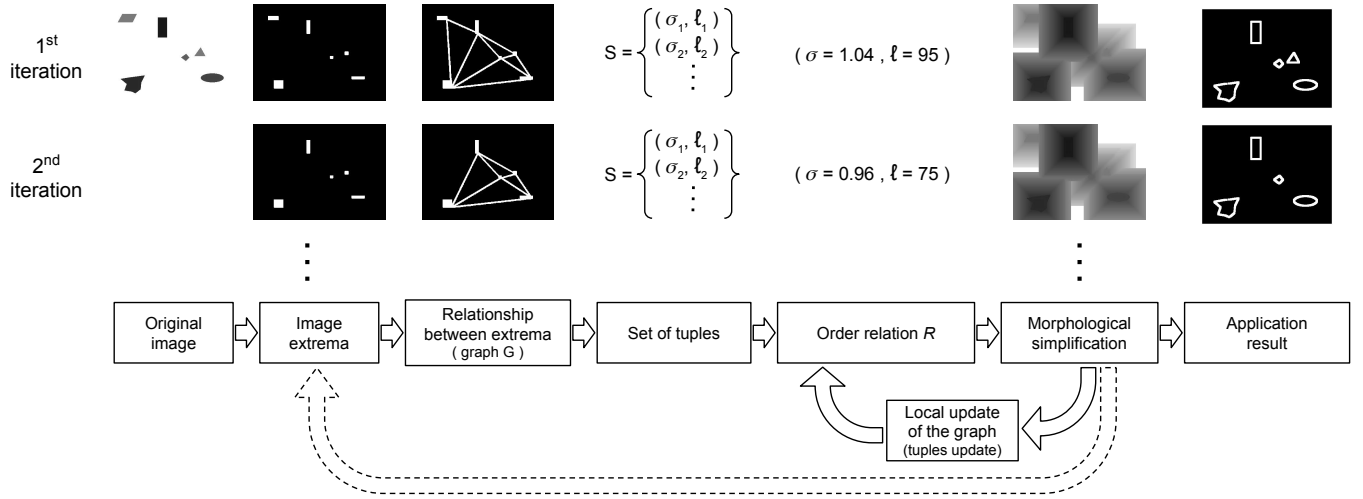 1st
iteration
S = { (σ1, ℓ1)
(σ2, ℓ2)
⋮ }
( σ = 1.04 , ℓ = 95 )
2nd
iteration
S = { (σ1, ℓ1)
(σ2, ℓ2)
⋮ }
( σ = 0.96 , ℓ = 75 )
Original
image
Image
extrema
Relationship
between extrema
( graph G )
Set of tuples
Order relation R
Morphological
simplification
Application
result
Local update
of the graph
(tuples update)